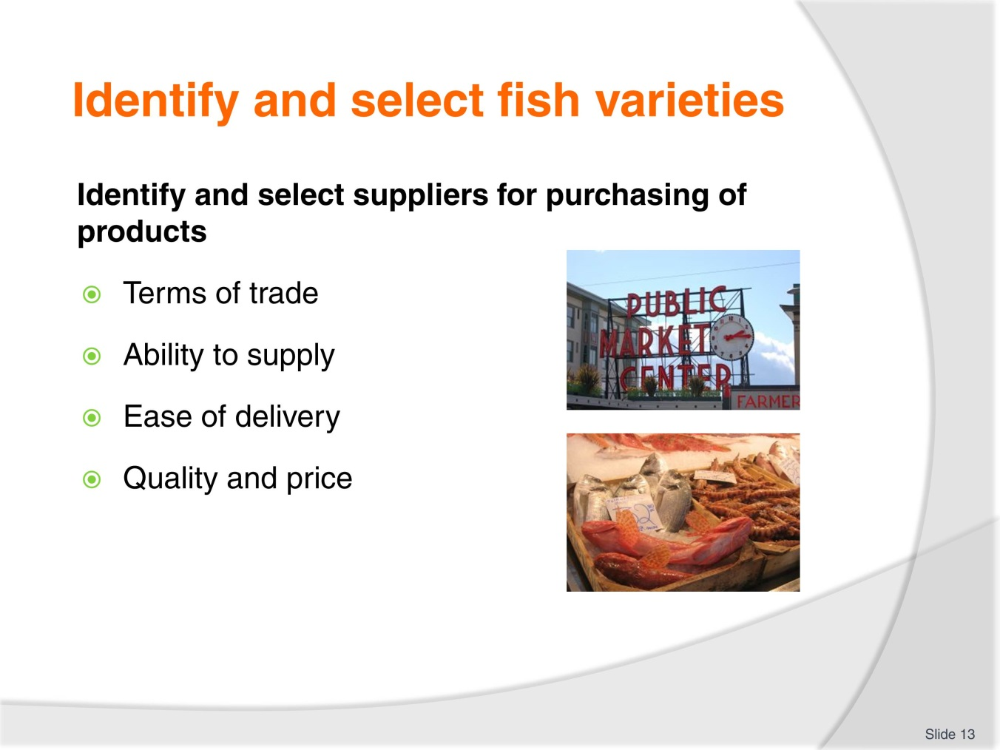 Identify and select fish varieties
Identify and select suppliers for purchasing of
products
Terms of trade
Ability to supply
Ease of delivery
Quality and price
PUBLIC
MARKET
CENTER
FARMER
Slide 13